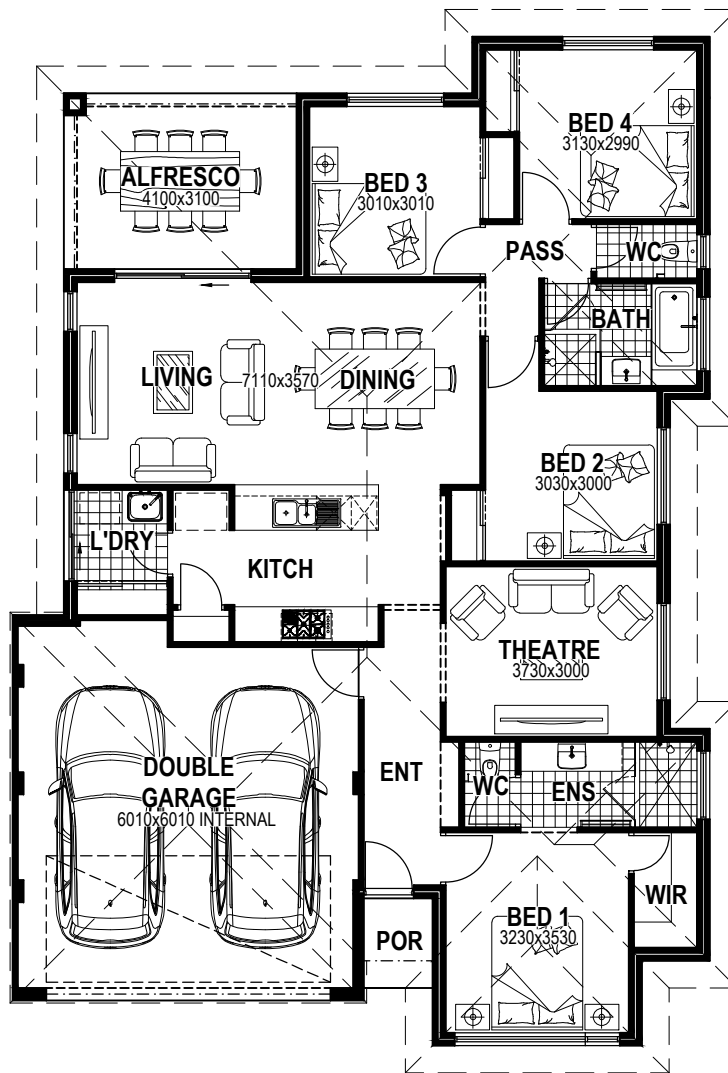 BED 4
3130x2990
ALFRESCO
4100x3100
BED 3
3010x3010
PASS
WC
BATH
LIVING
7110x3570
DINING
BED 2
3030x3000
L'DRY
KITCH
THEATRE
3730x3000
DOUBLE
GARAGE
6010x6010 INTERNAL
ENT
WC
ENS
WIR
BED 1
3230x3530
POR